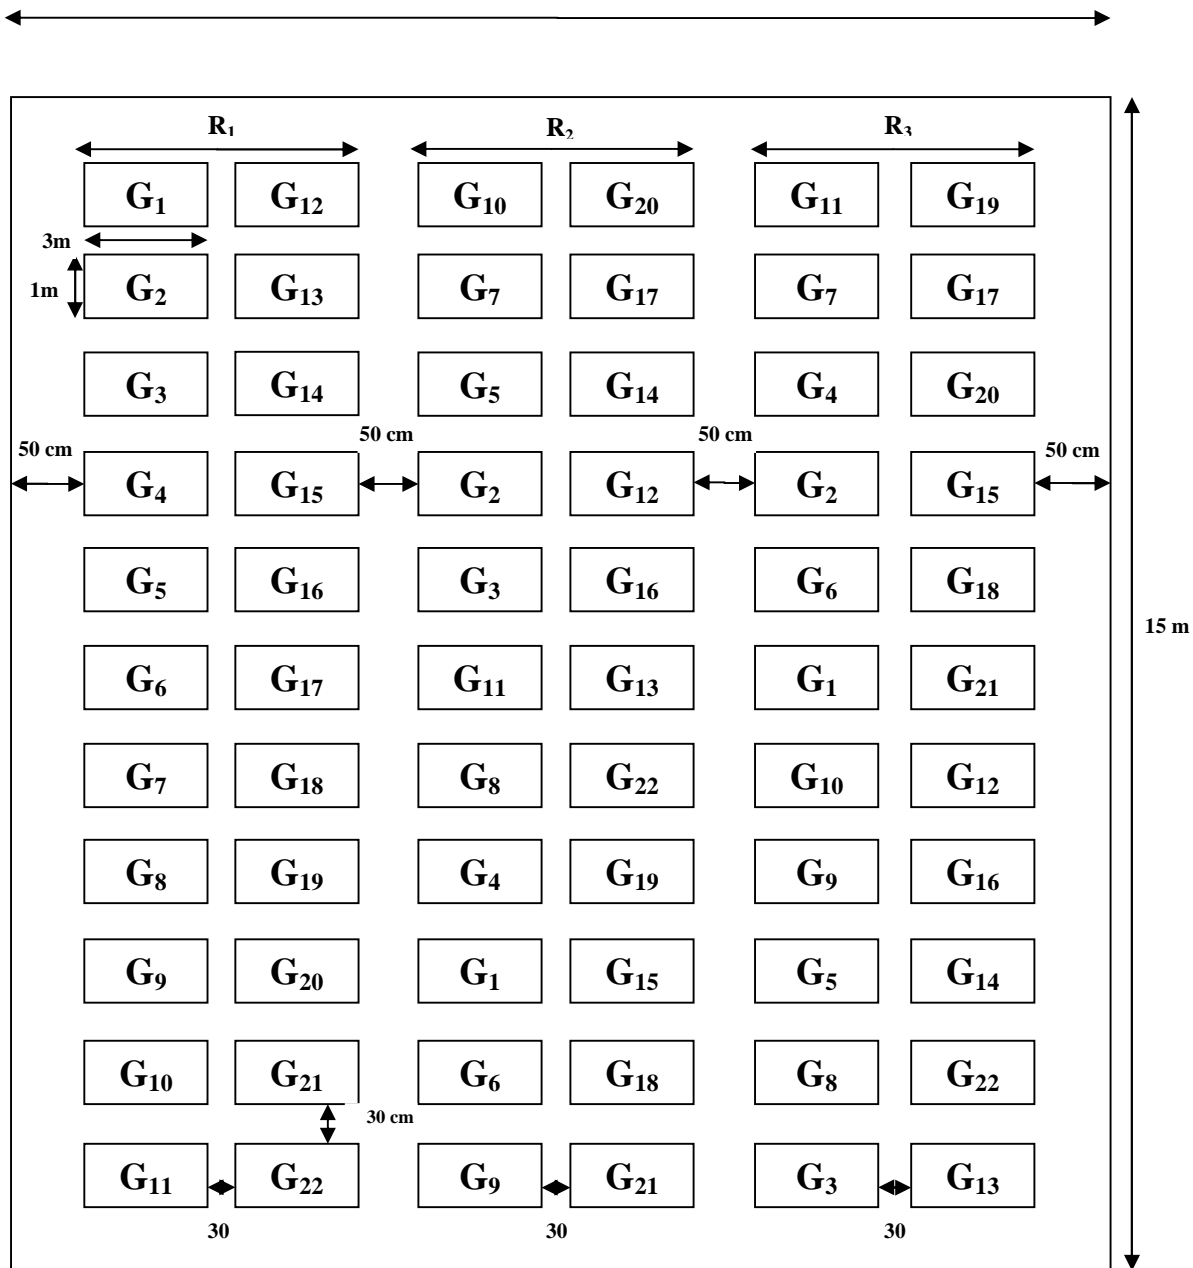 R₁ R₂ R₃
G₁ G₁₂ G₁₀ G₂₀ G₁₁ G₁₉
3m
1m G₂ G₁₃ G₇ G₁₇ G₇ G₁₇
G₃ G₁₄ G₅ G₁₄ G₄ G₂₀
50 cm 50 cm 50 cm 50 cm
G₄ G₁₅ G₂ G₁₂ G₂ G₁₅
G₅ G₁₆ G₃ G₁₆ G₆ G₁₈
15 m
G₆ G₁₇ G₁₁ G₁₃ G₁ G₂₁
G₇ G₁₈ G₈ G₂₂ G₁₀ G₁₂
G₈ G₁₉ G₄ G₁₉ G₉ G₁₆
G₉ G₂₀ G₁ G₁₅ G₅ G₁₄
G₁₀ G₂₁ G₆ G₁₈ G₈ G₂₂
30 cm
G₁₁ G₂₂ G₉ G₂₁ G₃ G₁₃
30 30 30